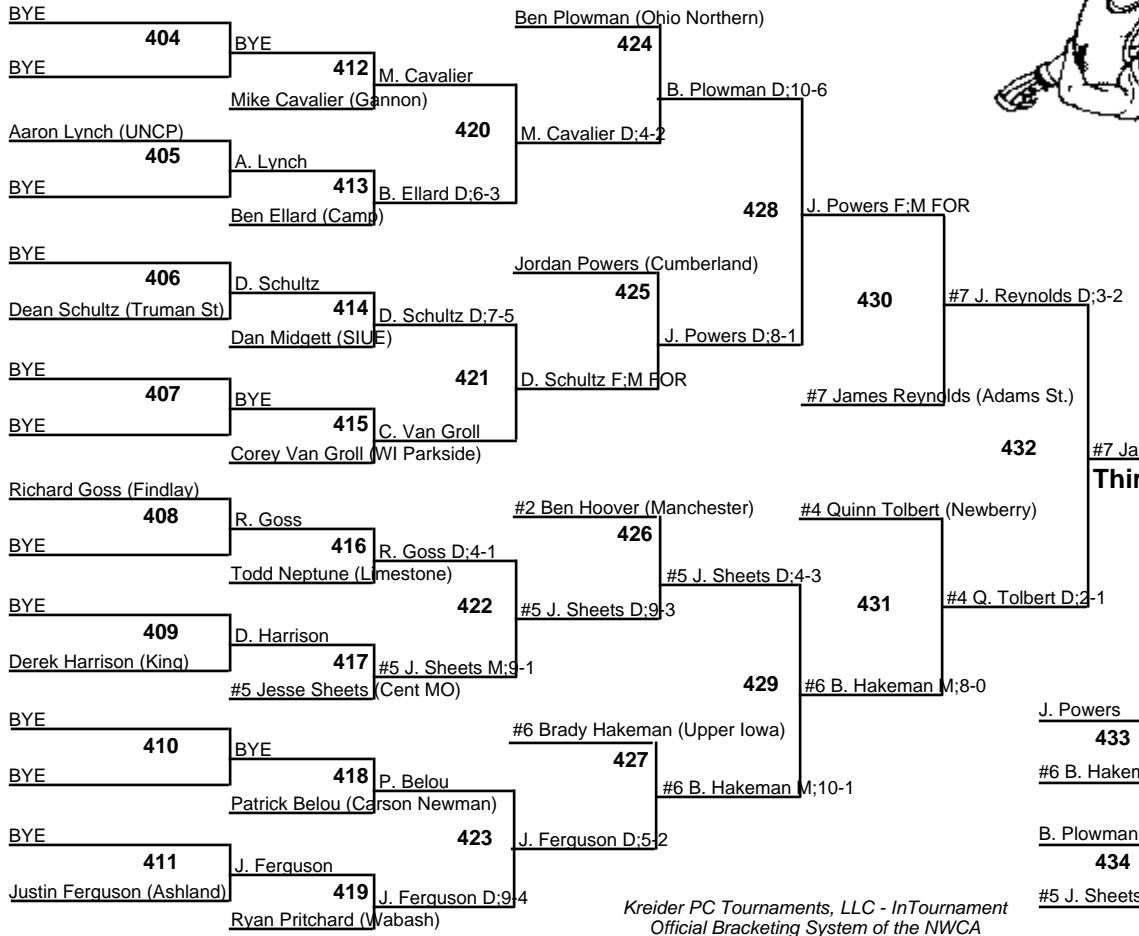 BYE
404
BYE
BYE
412
M. Cavalier
Mike Cavalier (Gannon)
420
M. Cavalier D;4-2
Aaron Lynch (UNCP)
405
BYE
A. Lynch
413
B. Ellard D;6-3
Ben Ellard (Camp)
Ben Plowman (Ohio Northern)
424
B. Plowman D;10-6
428
J. Powers F;M FOR
BYE
406
Dean Schultz (Truman St)
D. Schultz
414
D. Schultz D;7-5
Dan Midgett (SIUE)
421
D. Schultz F;M FOR
BYE
407
BYE
BYE
415
C. Van Groll
Corey Van Groll (WI Parkside)
Jordan Powers (Cumberland)
425
J. Powers D;8-1
430
#7 J. Reynolds D;3-2
#7 James Reynolds (Adams St.)
432
#7 Ja
Thir
Richard Goss (Findlay)
408
BYE
R. Goss
416
R. Goss D;4-1
Todd Neptune (Limestone)
422
#5 J. Sheets D;9-3
BYE
409
Derek Harrison (King)
D. Harrison
417
#5 J. Sheets M;9-1
#5 Jesse Sheets (Cent MO)
#2 Ben Hoover (Manchester)
426
#5 J. Sheets D;4-3
429
#6 B. Hakeman M;8-0
#4 Quinn Tolbert (Newberry)
431
#4 Q. Tolbert D;2-1
BYE
410
BYE
BYE
418
P. Belou
Patrick Belou (Carson Newman)
423
J. Ferguson D;5-2
BYE
411
Justin Ferguson (Ashland)
J. Ferguson
419
J. Ferguson D;9-4
Ryan Pritchard (Wabash)
#6 Brady Hakeman (Upper Iowa)
427
#6 B. Hakeman M;10-1
J. Powers
433
#6 B. Hakem
B. Plowman
434
#5 J. Sheets
Kreider PC Tournaments, LLC - InTournament
Official Bracketing System of the NWCA